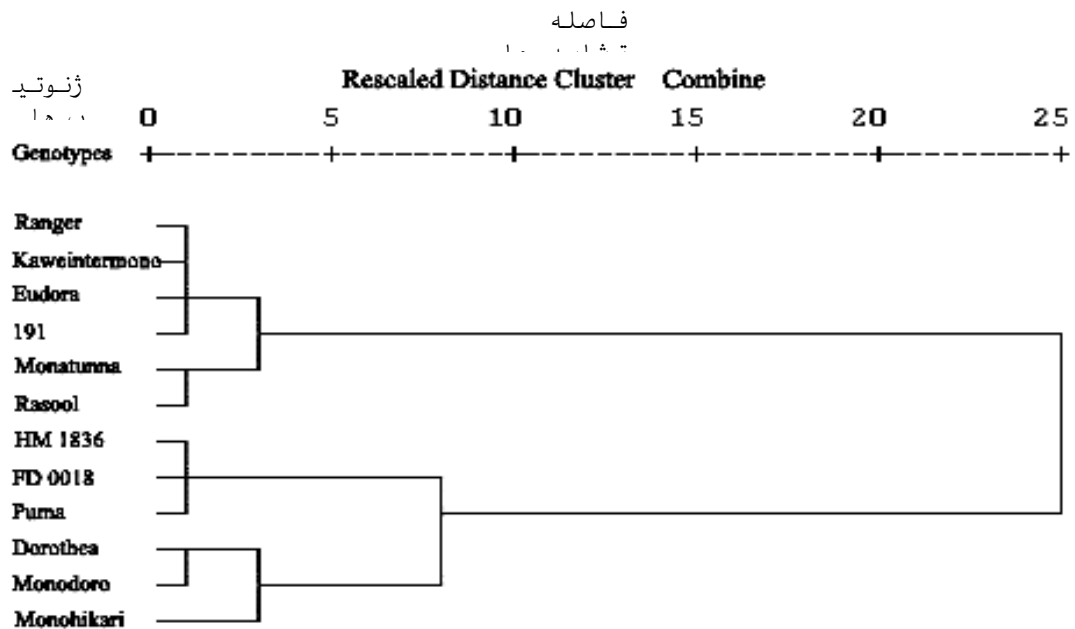 فاصله
ژنوتیـ
Rescaled Distance Cluster Combine
0 5 10 15 20 25
Genotypes
Ranger
Kaweintermono
Eudora
191
Monatunna
Rasool
HM 1836
FD 0018
Puma
Dorothea
Monodoro
Monohikari